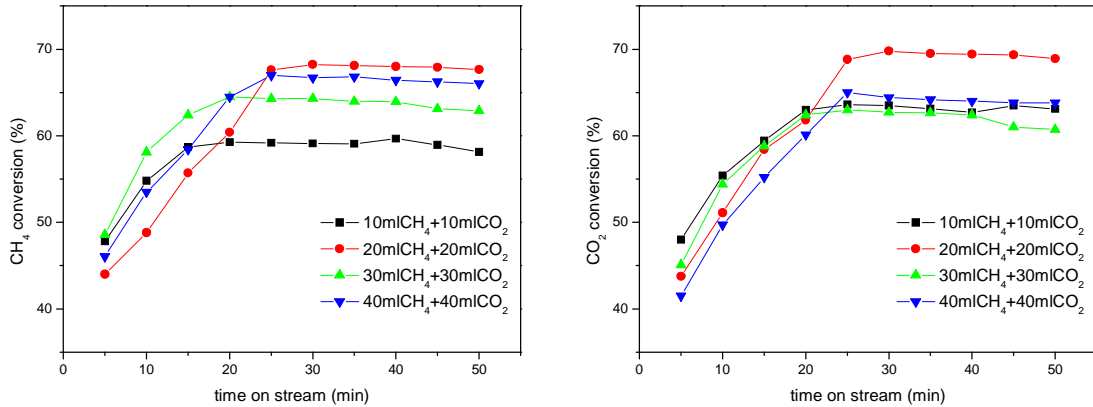 CH₄ conversion (%)
70
60
50
40
0 10 20 30 40 50
time on stream (min)
10mlCH₄+10mlCO₂
20mlCH₄+20mlCO₂
30mlCH₄+30mlCO₂
40mlCH₄+40mlCO₂
CO₂ conversion (%)
70
60
50
40
0 10 20 30 40 50
time on stream (min)
10mlCH₄+10mlCO₂
20mlCH₄+20mlCO₂
30mlCH₄+30mlCO₂
40mlCH₄+40mlCO₂